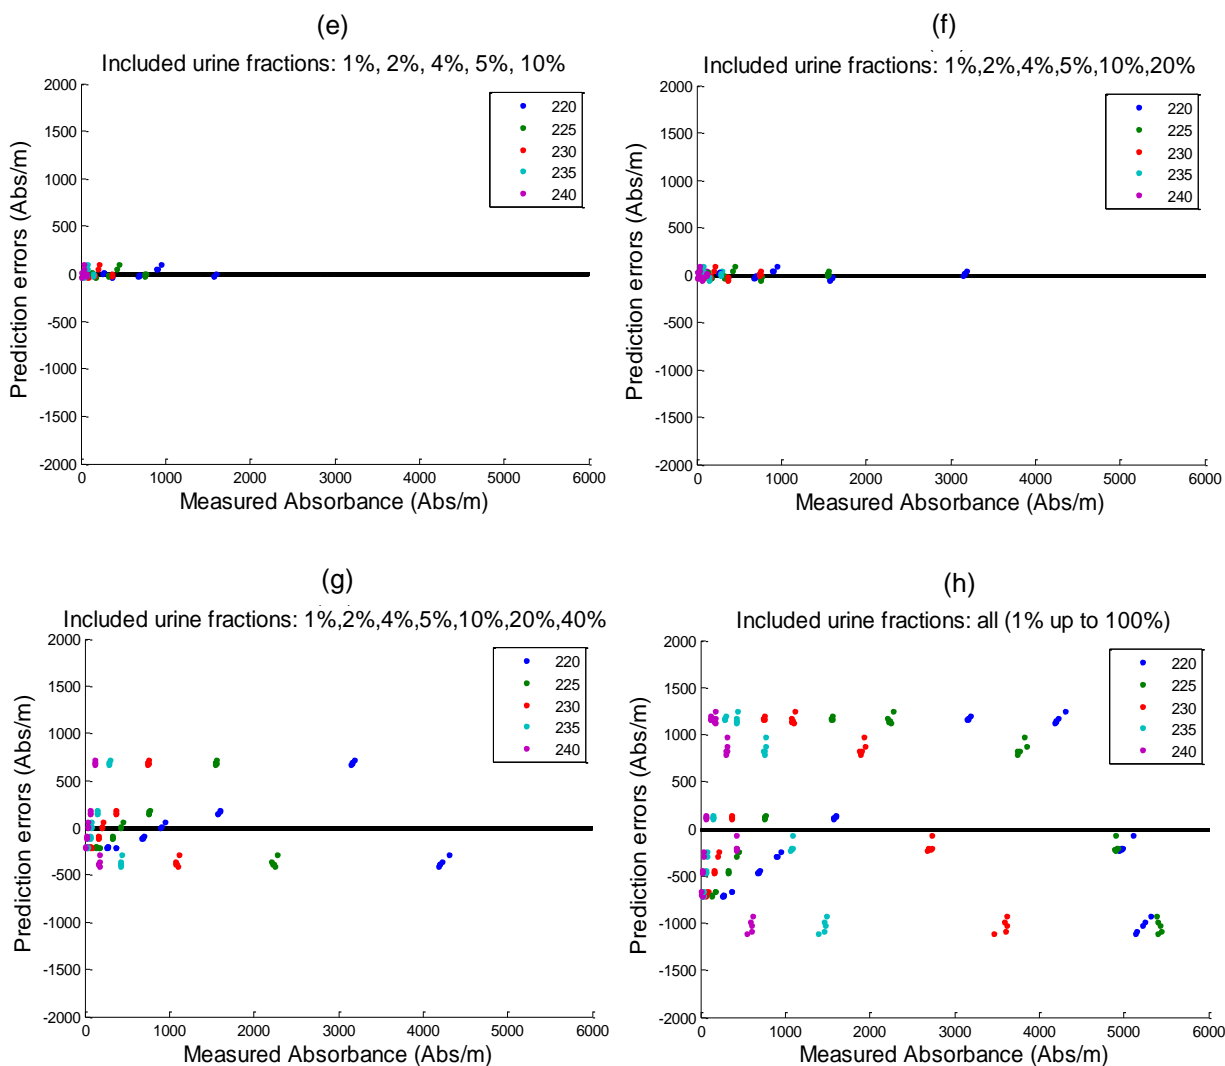 (e)
Included urine fractions: 1%, 2%, 4%, 5%, 10%
2000
1500
1000
500
0
-500
-1000
-1500
-2000
0 1000 2000 3000 4000 5000 6000
Prediction errors (Abs/m)
Measured Absorbance (Abs/m)
220
225
230
235
240
(f)
Included urine fractions: 1%,2%,4%,5%,10%,20%
2000
1500
1000
500
0
-500
-1000
-1500
-2000
0 1000 2000 3000 4000 5000 6000
Prediction errors (Abs/m)
Measured Absorbance (Abs/m)
220
225
230
235
240
(g)
Included urine fractions: 1%,2%,4%,5%,10%,20%,40%
2000
1500
1000
500
0
-500
-1000
-1500
-2000
0 1000 2000 3000 4000 5000 6000
Prediction errors (Abs/m)
Measured Absorbance (Abs/m)
220
225
230
235
240
(h)
Included urine fractions: all (1% up to 100%)
2000
1500
1000
500
0
-500
-1000
-1500
-2000
0 1000 2000 3000 4000 5000 6000
Prediction errors (Abs/m)
Measured Absorbance (Abs/m)
220
225
230
235
240